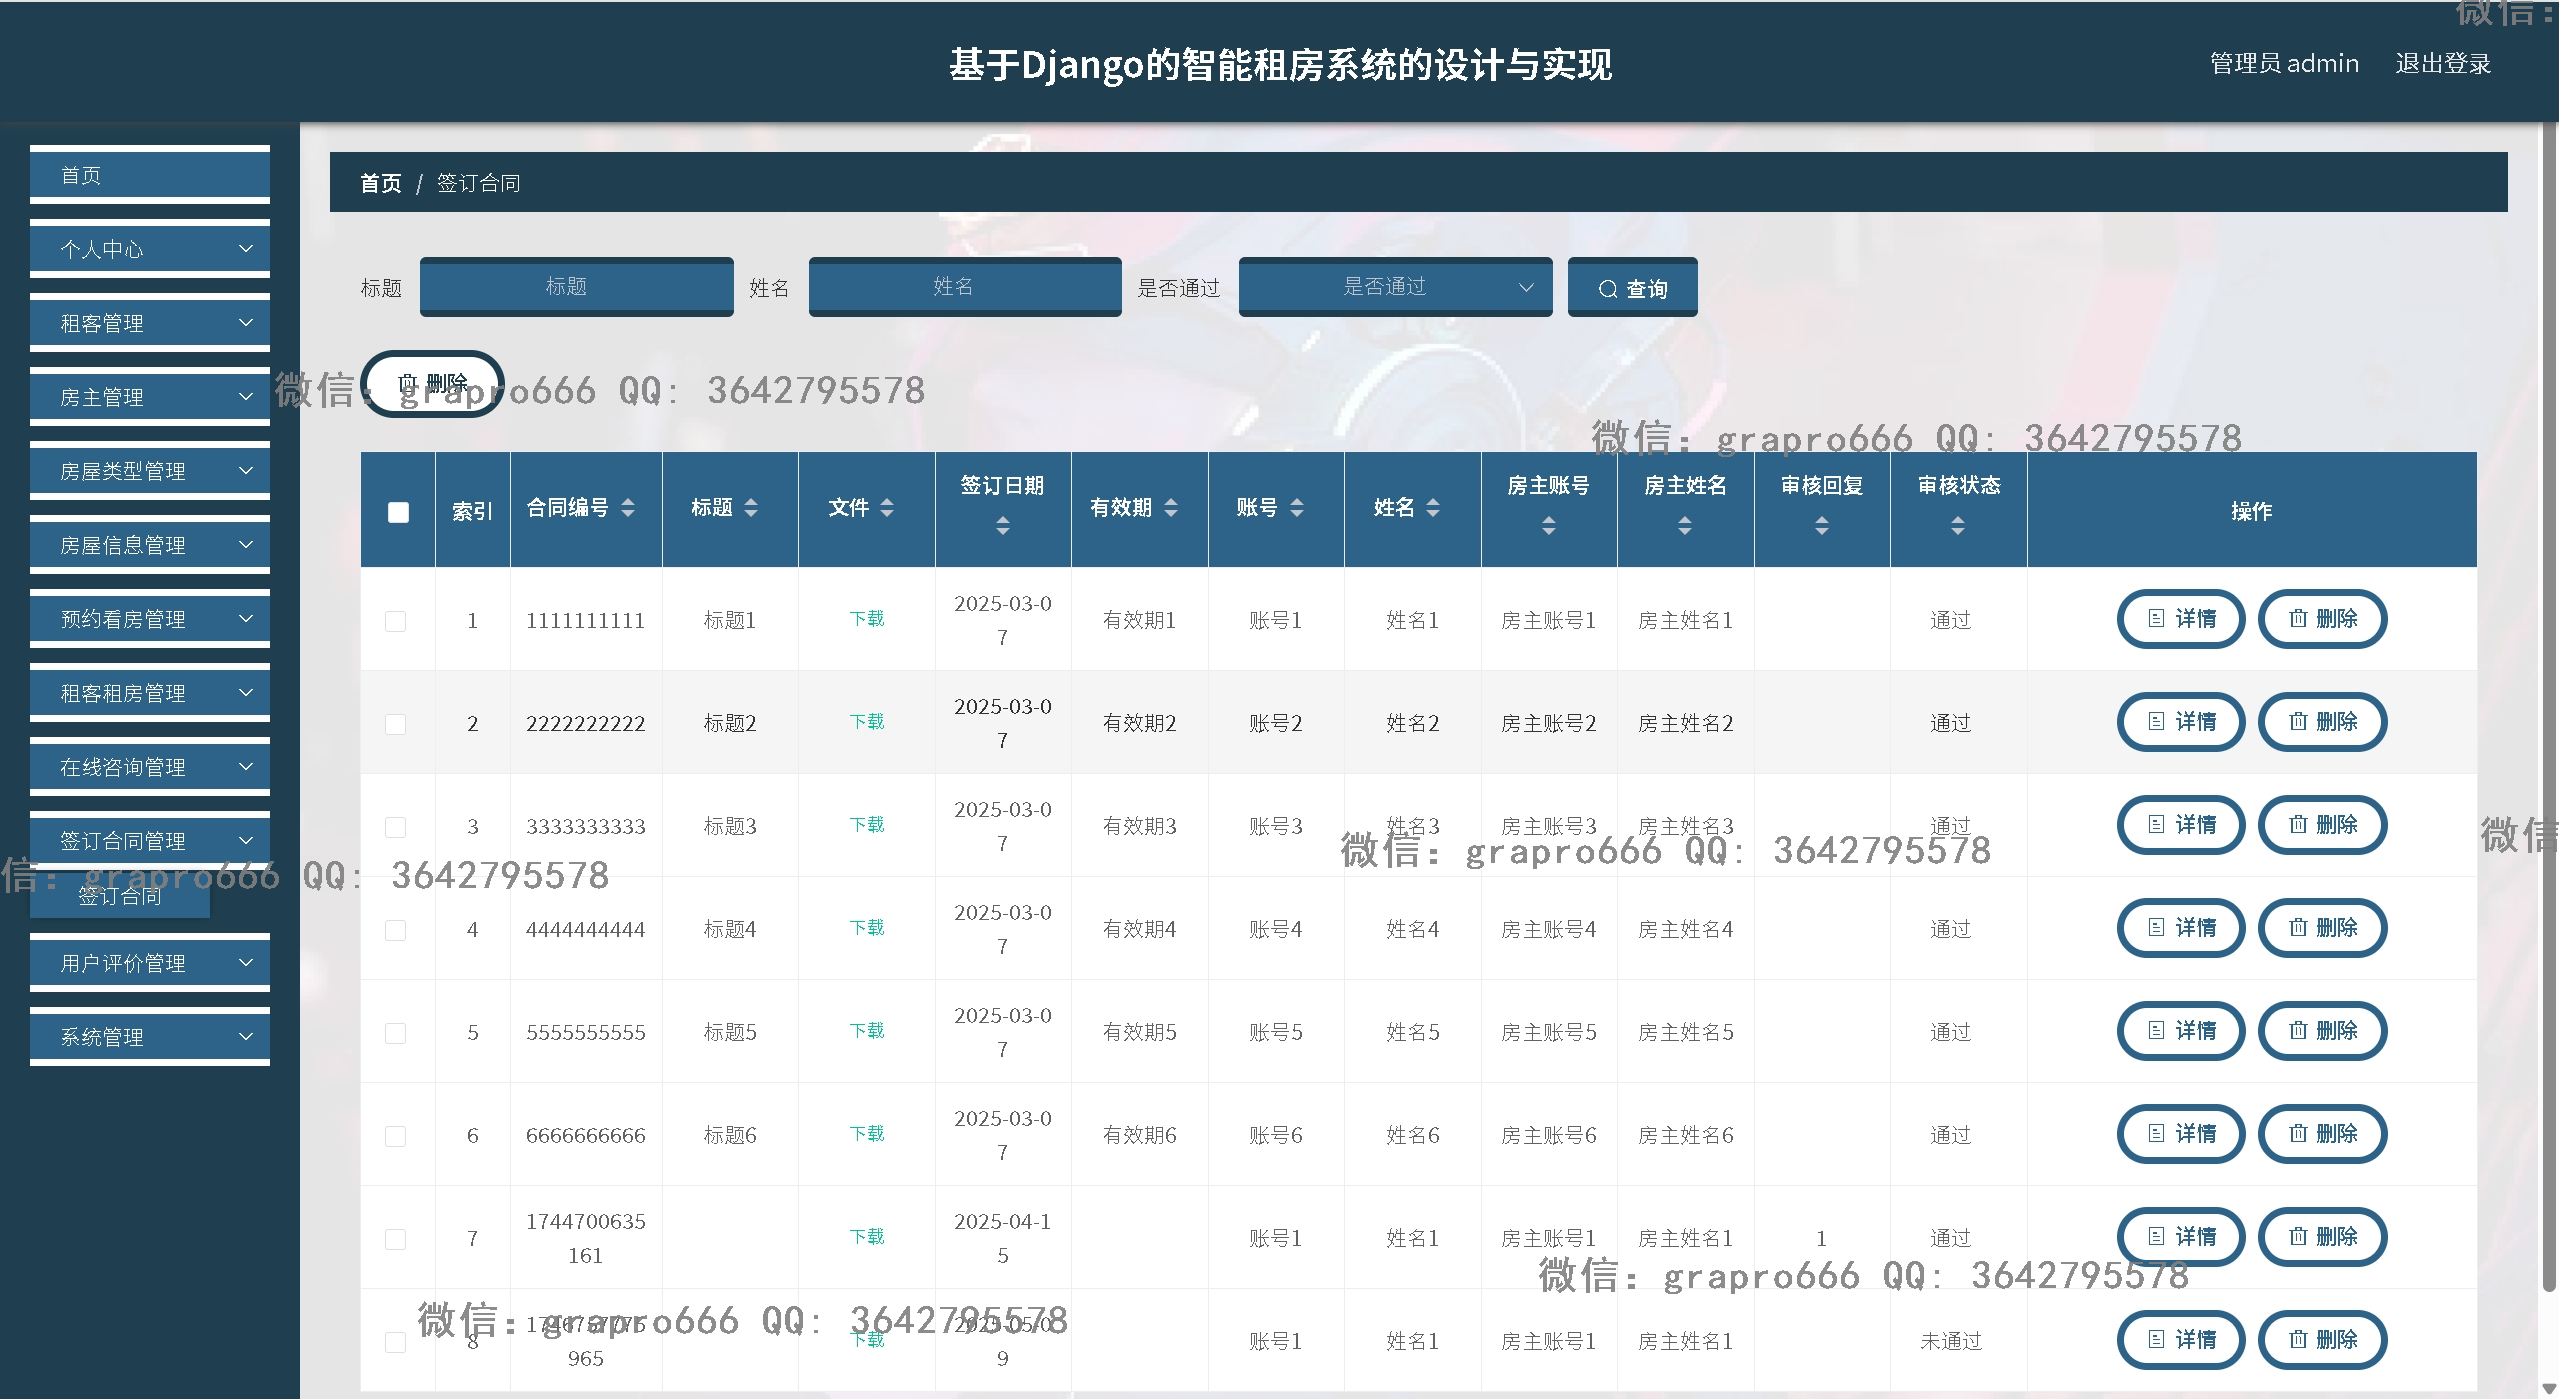 微信:
基于Django的智能租房系统的设计与实现
管理员 admin 退出登录
首页
个人中心
租客管理
房主管理
房屋类型管理
房屋信息管理
预约看房管理
租客租房管理
在线咨询管理
签订合同管理
签订合同
用户评价管理
系统管理
首页 / 签订合同
标题 标题 姓名 姓名 是否通过 是否通过 查询
删除
微信: grapro666 QQ: 3642795578
微信: grapro666 QQ: 3642795578
索引 合同编号 标题 文件 签订日期 有效期 账号 姓名 房主账号 房主姓名 审核回复 审核状态 操作
1 1111111111 标题1 下载 2025-03-07 有效期1 账号1 姓名1 房主账号1 房主姓名1 通过 详情 删除
2 2222222222 标题2 下载 2025-03-07 有效期2 账号2 姓名2 房主账号2 房主姓名2 通过 详情 删除
3 3333333333 标题3 下载 2025-03-07 有效期3 账号3 姓名3 房主账号3 房主姓名3 通过 详情 删除
微信: grapro666 QQ: 3642795578
微信
信: grapro666 QQ: 3642795578
4 4444444444 标题4 下载 2025-03-07 有效期4 账号4 姓名4 房主账号4 房主姓名4 通过 详情 删除
5 5555555555 标题5 下载 2025-03-07 有效期5 账号5 姓名5 房主账号5 房主姓名5 通过 详情 删除
6 6666666666 标题6 下载 2025-03-07 有效期6 账号6 姓名6 房主账号6 房主姓名6 通过 详情 删除
7 1744700635161 下载 2025-04-15 账号1 姓名1 房主账号1 房主姓名1 1 通过 详情 删除
微信: grapro666 QQ: 3642795578
微信: grapro666 QQ: 3642795578
8 965 下载 2025-05-09 账号1 姓名1 房主账号1 房主姓名1 未通过 详情 删除